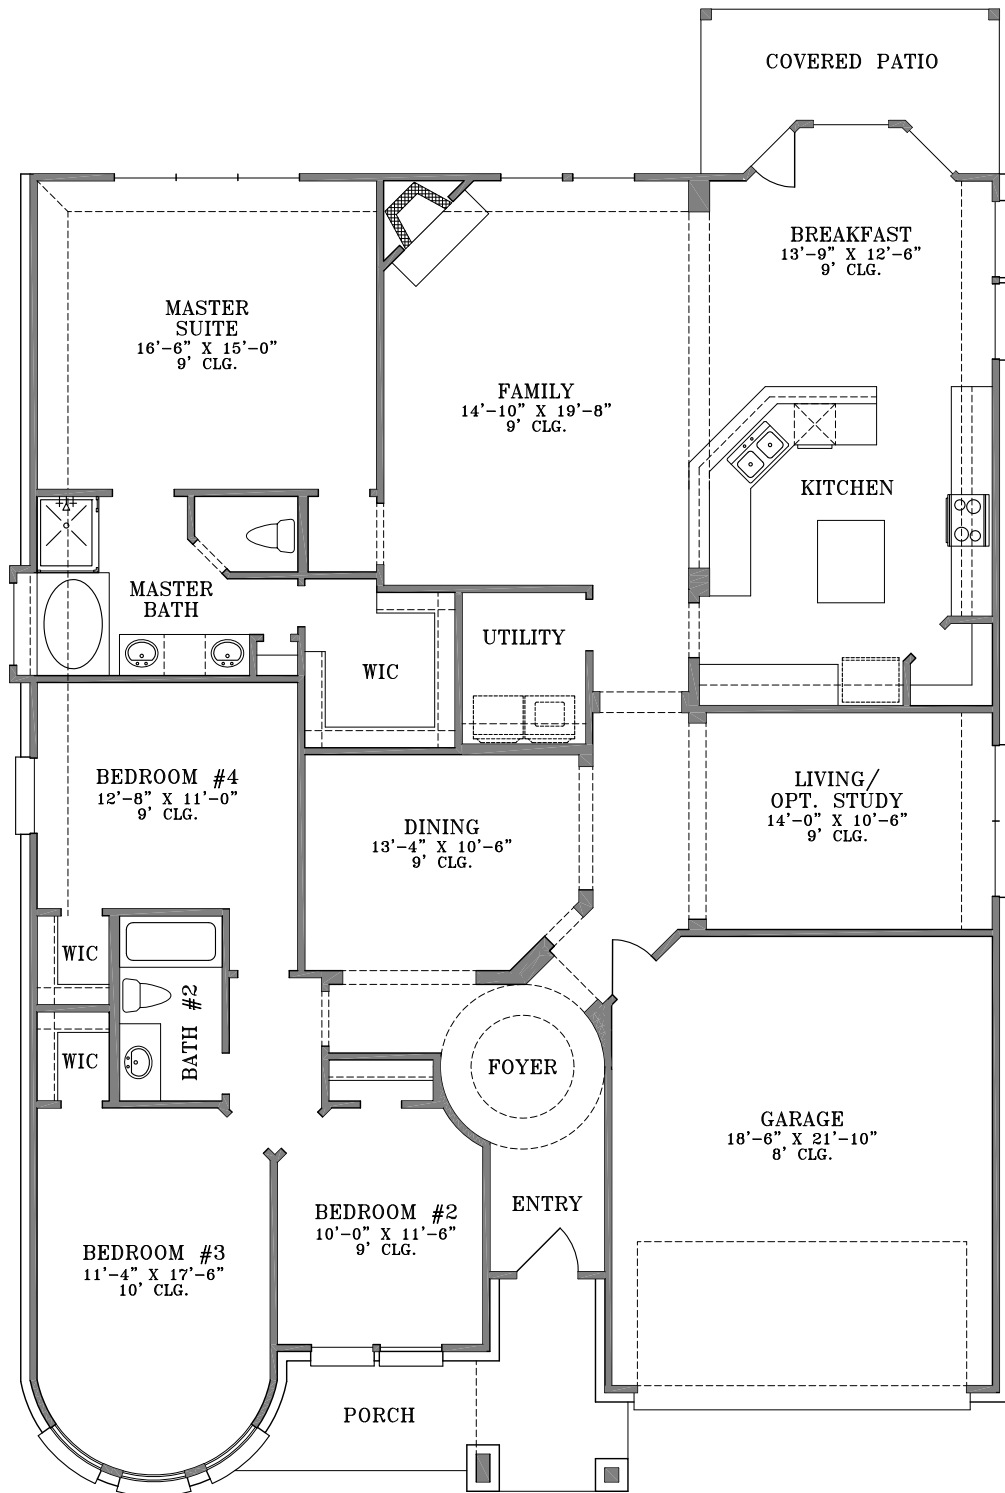 COVERED PATIO
BREAKFAST
13'-9" X 12'-6"
9' CLG.
MASTER
SUITE
16'-6" X 15'-0"
9' CLG.
FAMILY
14'-10" X 19'-8"
9' CLG.
KITCHEN
MASTER
BATH
UTILITY
WIC
BEDROOM #4
12'-8" X 11'-0"
9' CLG.
LIVING/
OPT. STUDY
14'-0" X 10'-6"
9' CLG.
DINING
13'-4" X 10'-6"
9' CLG.
WIC
BATH #2
WIC
FOYER
GARAGE
18'-6" X 21'-10"
8' CLG.
ENTRY
BEDROOM #2
10'-0" X 11'-6"
9' CLG.
BEDROOM #3
11'-4" X 17'-6"
10' CLG.
PORCH